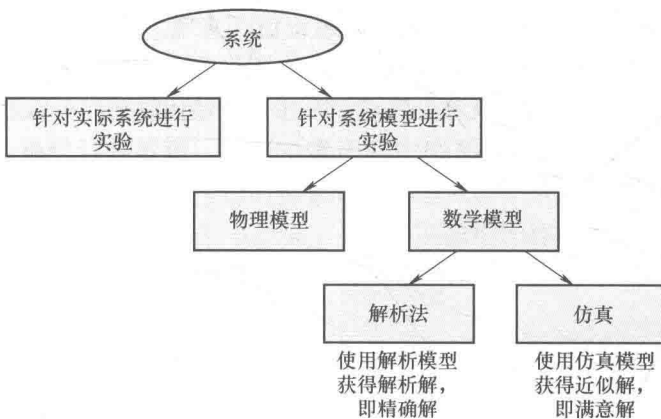 系统
针对实际系统进行
实验
针对系统模型进行
实验
物理模型
数学模型
解析法
仿真
使用解析模型
获得解析解，
即精确解
使用仿真模型
获得近似解，
即满意解